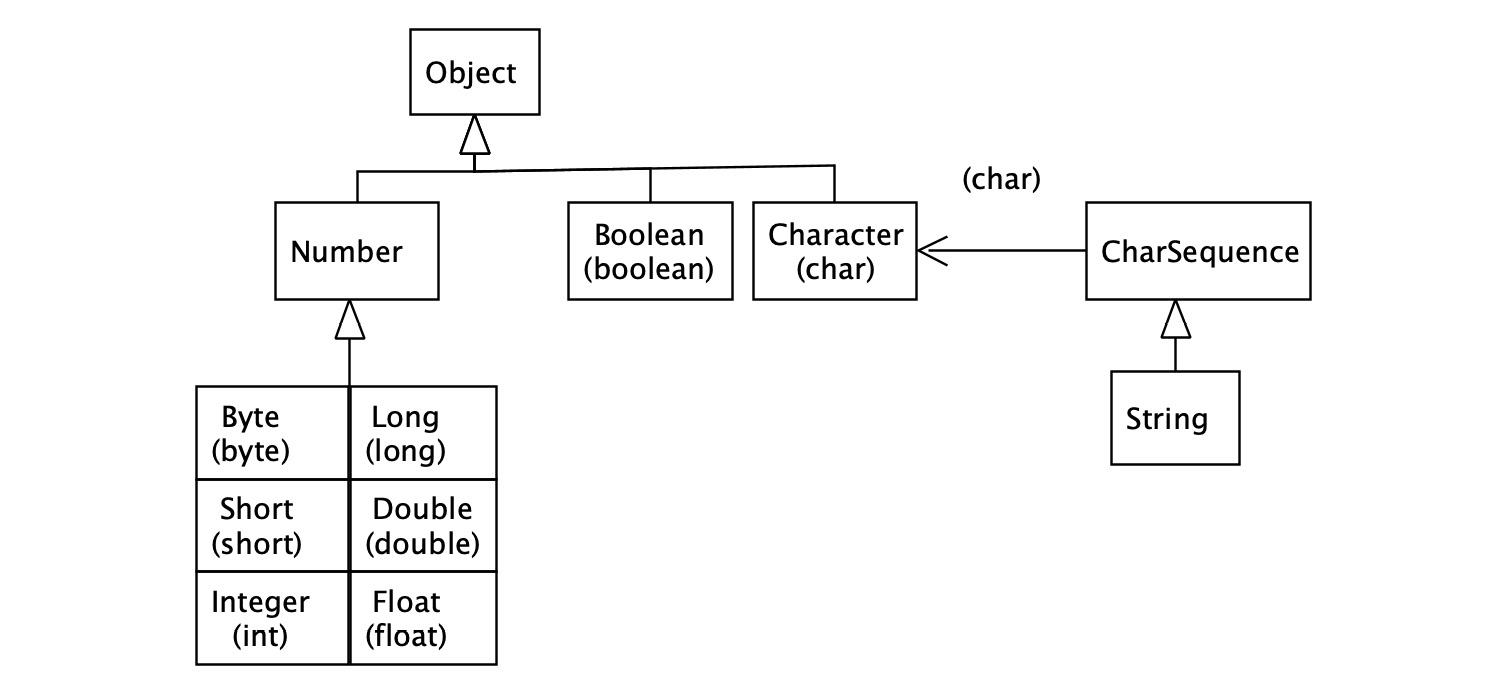 Object
(char)
Number
Boolean
(boolean)
Character
(char)
CharSequence
Byte
(byte)
Long
(long)
String
Short
(short)
Double
(double)
Integer
(int)
Float
(float)